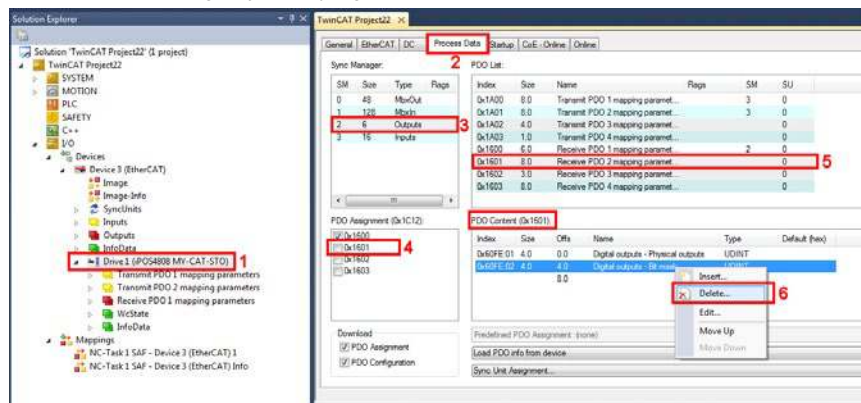 Solution Explorer
Solution 'TwinCAT Project22' (1 project)
TwinCAT Project22
SYSTEM
MOTION
PLC
SAFETY
C++
I/O
Devices
Device 3 (EtherCAT)
Image
Image-Info
SyncUnits
Inputs
Outputs
InfoData
Drive 1 (iPOS4808 MY-CAT-STO) 1
Transmit PDO 1 mapping parameters
Transmit PDO 2 mapping parameters
Receive PDO 1 mapping parameters
WcState
InfoData
Mappings
NC-Task 1 SAF - Device 3 (EtherCAT) 1
NC-Task 1 SAF - Device 3 (EtherCAT) Info
TwinCAT Project22
General EtherCAT DC Process Data Startup CoE - Online Online
2
Sync Manager:
SM Size Type Flags
0 48 MbxOut
1 128 MbxIn
2 6 Outputs 3
3 16 Inputs
PDO List:
Index Size Name Flags SM SU
0x1A00 8.0 Transmit PDO 1 mapping paramet... 3 0
0x1A01 8.0 Transmit PDO 2 mapping paramet... 3 0
0x1A02 4.0 Transmit PDO 3 mapping paramet... 0
0x1A03 1.0 Transmit PDO 4 mapping paramet... 0
0x1600 6.0 Receive PDO 1 mapping paramet... 2 0
0x1601 8.0 Receive PDO 2 mapping paramet... 0 5
0x1602 3.0 Receive PDO 3 mapping paramet... 0
0x1603 8.0 Receive PDO 4 mapping paramet... 0
PDO Assignment (0x1C12):
0x1600
0x1601 4
0x1602
0x1603
PDO Content (0x1601):
Index Size Offs Name Type Default (hex)
0x60FE:01 4.0 0.0 Digital outputs - Physical outputs UDINT
0x60FE:02 4.0 4.0 Digital outputs - Bit mask UDINT
8.0
Insert...
Delete... 6
Edit...
Move Up
Move Down
Download
PDO Assignment
PDO Configuration
Predefined PDO Assignment: (none)
Load PDO info from device
Sync Unit Assignment...